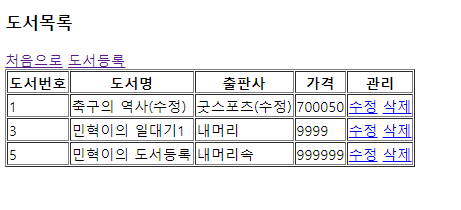 도서목록
처음으로 도서등록
도서번호 도서명 출판사 가격 관리
1 축구의 역사(수정) 굿스포츠(수정) 700050 수정 삭제
3 민혁이의 일대기1 내머리 9999 수정 삭제
5 민혁이의 도서등록 내머리속 999999 수정 삭제